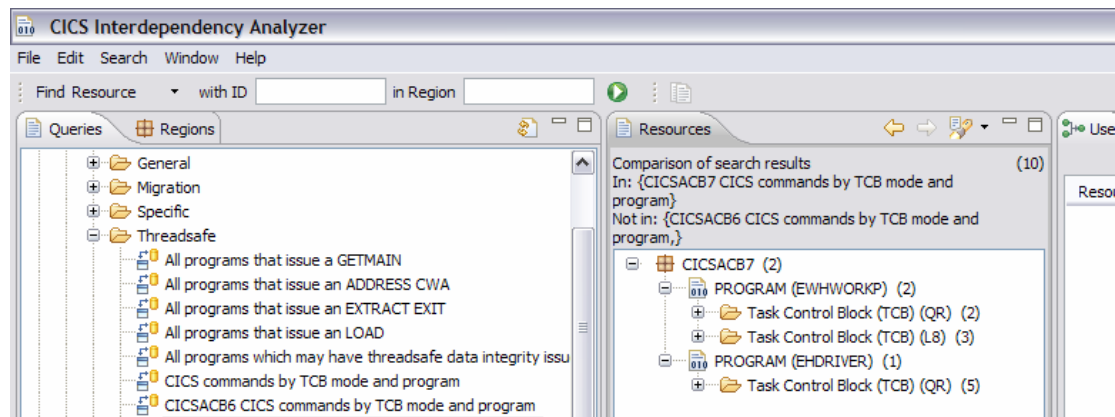 CICS Interdependency Analyzer
File Edit Search Window Help
Find Resource with ID in Region
Queries Regions
General
Migration
Specific
Threadsafe
All programs that issue a GETMAIN
All programs that issue an ADDRESS CWA
All programs that issue an EXTRACT EXIT
All programs that issue an LOAD
All programs which may have threadsafe data integrity issu
CICS commands by TCB mode and program
CICSACB6 CICS commands by TCB mode and program
Resources
Comparison of search results (10)
In: {CICSACB7 CICS commands by TCB mode and
program}
Not in: {CICSACB6 CICS commands by TCB mode and
program,}
CICSACB7 (2)
PROGRAM (EWHWORKP) (2)
Task Control Block (TCB) (QR) (2)
Task Control Block (TCB) (L8) (3)
PROGRAM (EHDRIVER) (1)
Task Control Block (TCB) (QR) (5)
Use
Resou